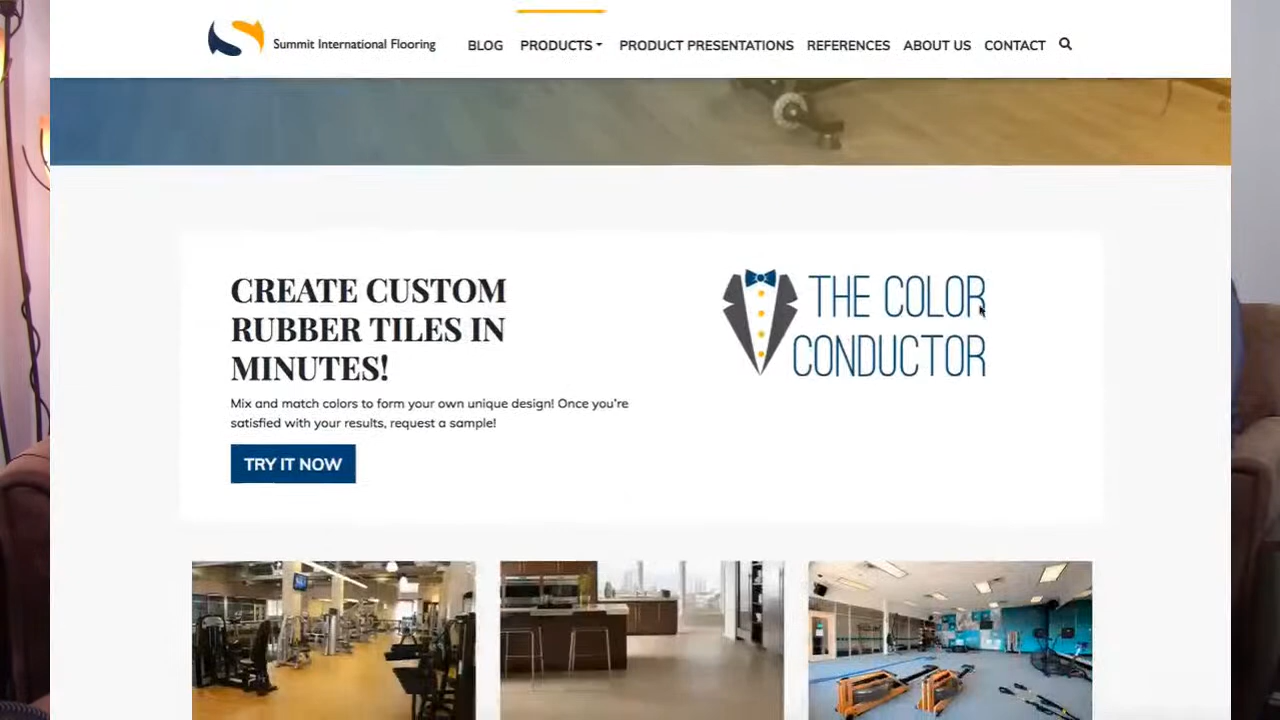 Summit International Flooring
BLOG PRODUCTS PRODUCT PRESENTATIONS REFERENCES ABOUT US CONTACT
CREATE CUSTOM
RUBBER TILES IN
MINUTES!
Mix and match colors to form your own unique design! Once you're
satisfied with your results, request a sample!
TRY IT NOW
THE COLOR
CONDUCTOR